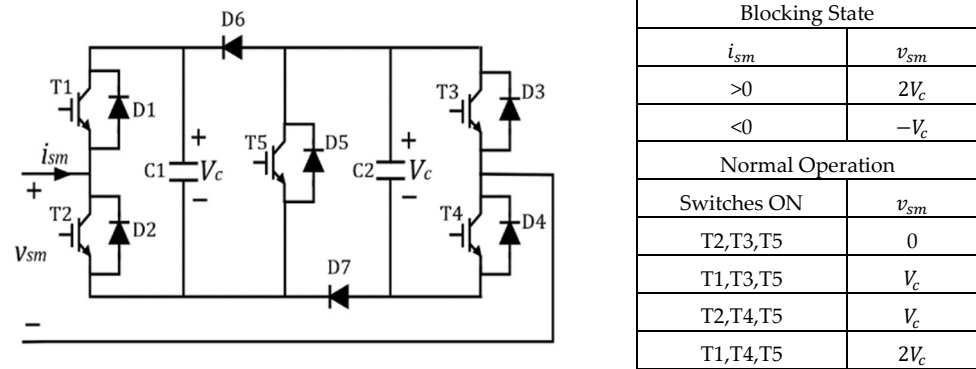 D6
T1
D1
T3
D3
i_sm
+
C1
+
V_c
−
T5
D5
C2
+
V_c
−
T2
D2
T4
D4
v_sm
D7
−
Blocking State
i_sm v_sm
>0 2V_c
<0 −V_c
Normal Operation
Switches ON v_sm
T2,T3,T5 0
T1,T3,T5 V_c
T2,T4,T5 V_c
T1,T4,T5 2V_c